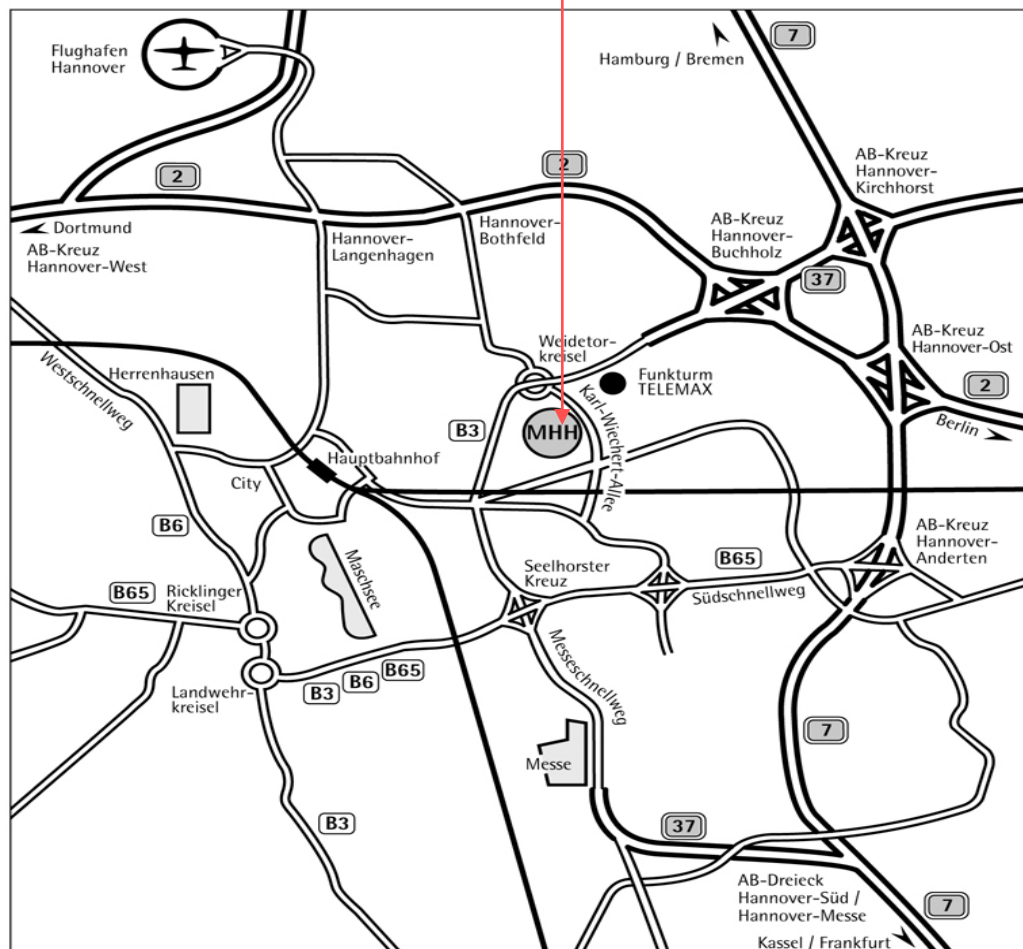 Flughafen
Hannover
7
Hamburg / Bremen
2
2
AB-Kreuz
Hannover-
Kirchhorst
Dortmund
AB-Kreuz
Hannover-West
Hannover-
Langenhagen
Hannover-
Bothfeld
AB-Kreuz
Hannover-
Buchholz
37
AB-Kreuz
Hannover-Ost
2
Berlin
Westschnellweg
Herrenhausen
Weidetor-
kreisel
Funkturm
TELEMAX
Karl-Wiechert-Allee
B3
MHH
Hauptbahnhof
City
B6
AB-Kreuz
Hannover-
Anderten
Maschsee
Seelhorster
Kreuz
B65
Südschnellweg
B65
Ricklinger
Kreisel
Landwehr-
kreisel
B3
B6
B65
Messeschnellweg
Messe
7
B3
37
AB-Dreieck
Hannover-Süd /
Hannover-Messe
7
Kassel / Frankfurt